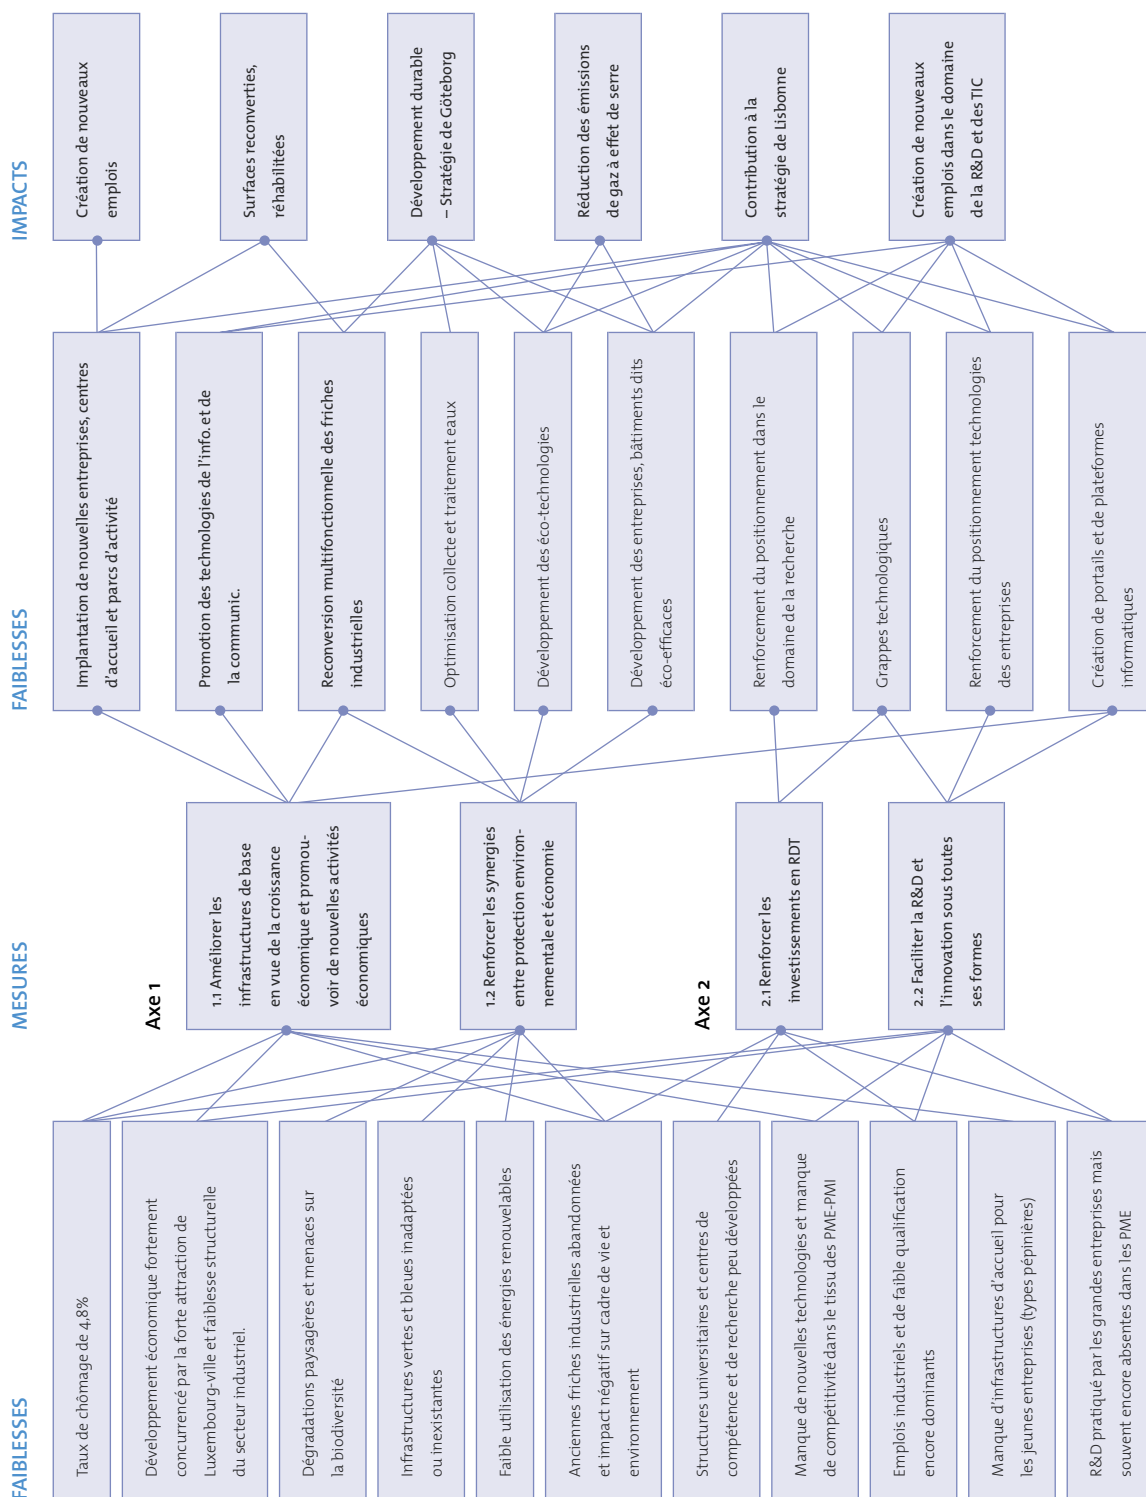 FAIBLESSES
Taux de chômage de 4,8%
Développement économique fortement
concurrencé par la forte attraction de
Luxembourg-ville et faiblesse structurelle
du secteur industriel.
Dégradations paysagères et menaces sur
la biodiversité
Infrastructures vertes et bleues inadaptées
ou inexistantes
Faible utilisation des énergies renouvelables
Anciennes friches industrielles abandonnées
et impact négatif sur cadre de vie et
environnement
Structures universitaires et centres de
compétence et de recherche peu développées
Manque de nouvelles technologies et manque
de compétitivité dans le tissu des PME-PMI
Emplois industriels et de faible qualification
encore dominants
Manque d'infrastructures d'accueil pour
les jeunes entreprises (types pépinières)
R&D pratiqué par les grandes entreprises mais
souvent encore absentes dans les PME
MESURES
Axe 1
1.1 Améliorer les
infrastructures de base
en vue de la croissance
économique et promou-
voir de nouvelles activités
économiques
1.2 Renforcer les synergies
entre protection environ-
nementale et économie
Axe 2
2.1 Renforcer les
investissements en RDT
2.2 Faciliter la R&D et
l'innovation sous toutes
ses formes
FAIBLESSES
Implantation de nouvelles entreprises, centres
d'accueil et parcs d'activité
Promotion des technologies de l'info. et de
la communic.
Reconversion multifonctionnelle des friches
industrielles
Optimisation collecte et traitement eaux
Développement des éco-technologies
Développement des entreprises, bâtiments dits
éco-efficaces
Renforcement du positionnement dans le
domaine de la recherche
Grappes technologiques
Renforcement du positionnement technologies
des entreprises
Création de portails et de plateformes
informatiques
IMPACTS
Création de nouveaux
emplois
Surfaces reconverties,
réhabilitées
Développement durable
– Stratégie de Göteborg
Réduction des émissions
de gaz à effet de serre
Contribution à la
stratégie de Lisbonne
Création de nouveaux
emplois dans le domaine
de la R&D et des TIC